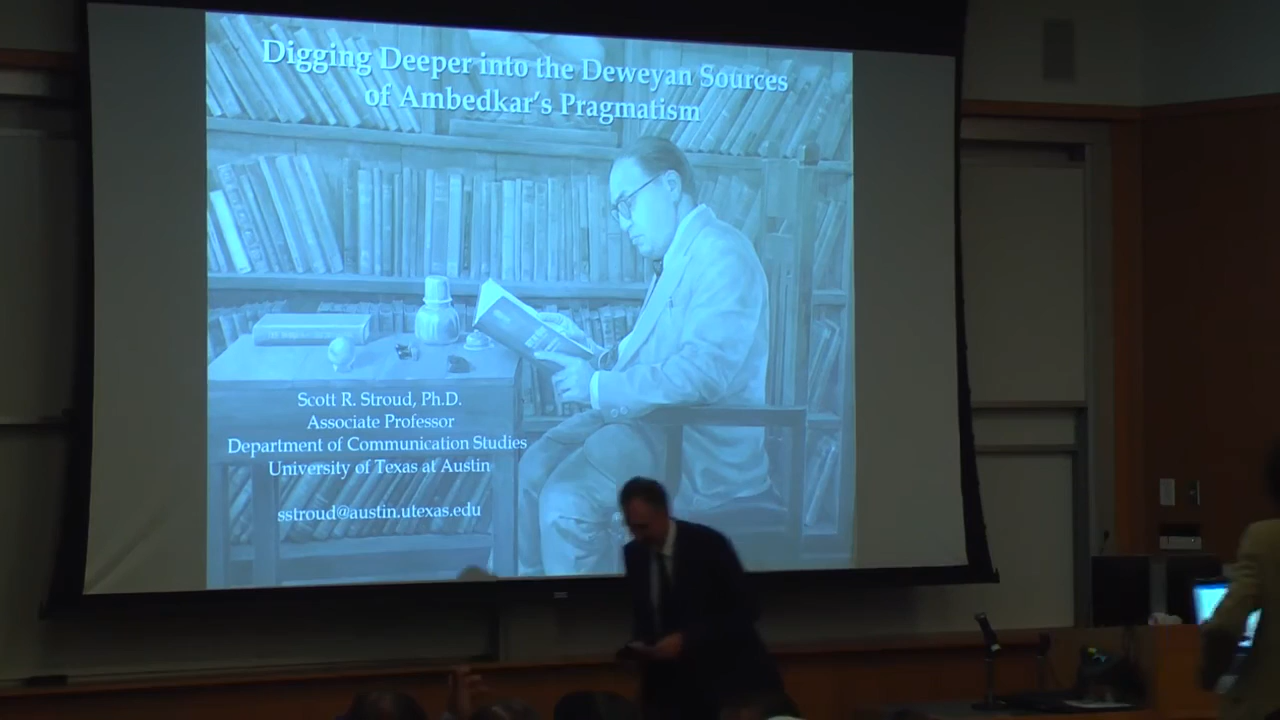 Digging Deeper into the Deweyan Sources
of Ambedkar's Pragmatism
Scott R. Stroud, Ph.D.
Associate Professor
Department of Communication Studies
University of Texas at Austin
sstroud@austin.utexas.edu